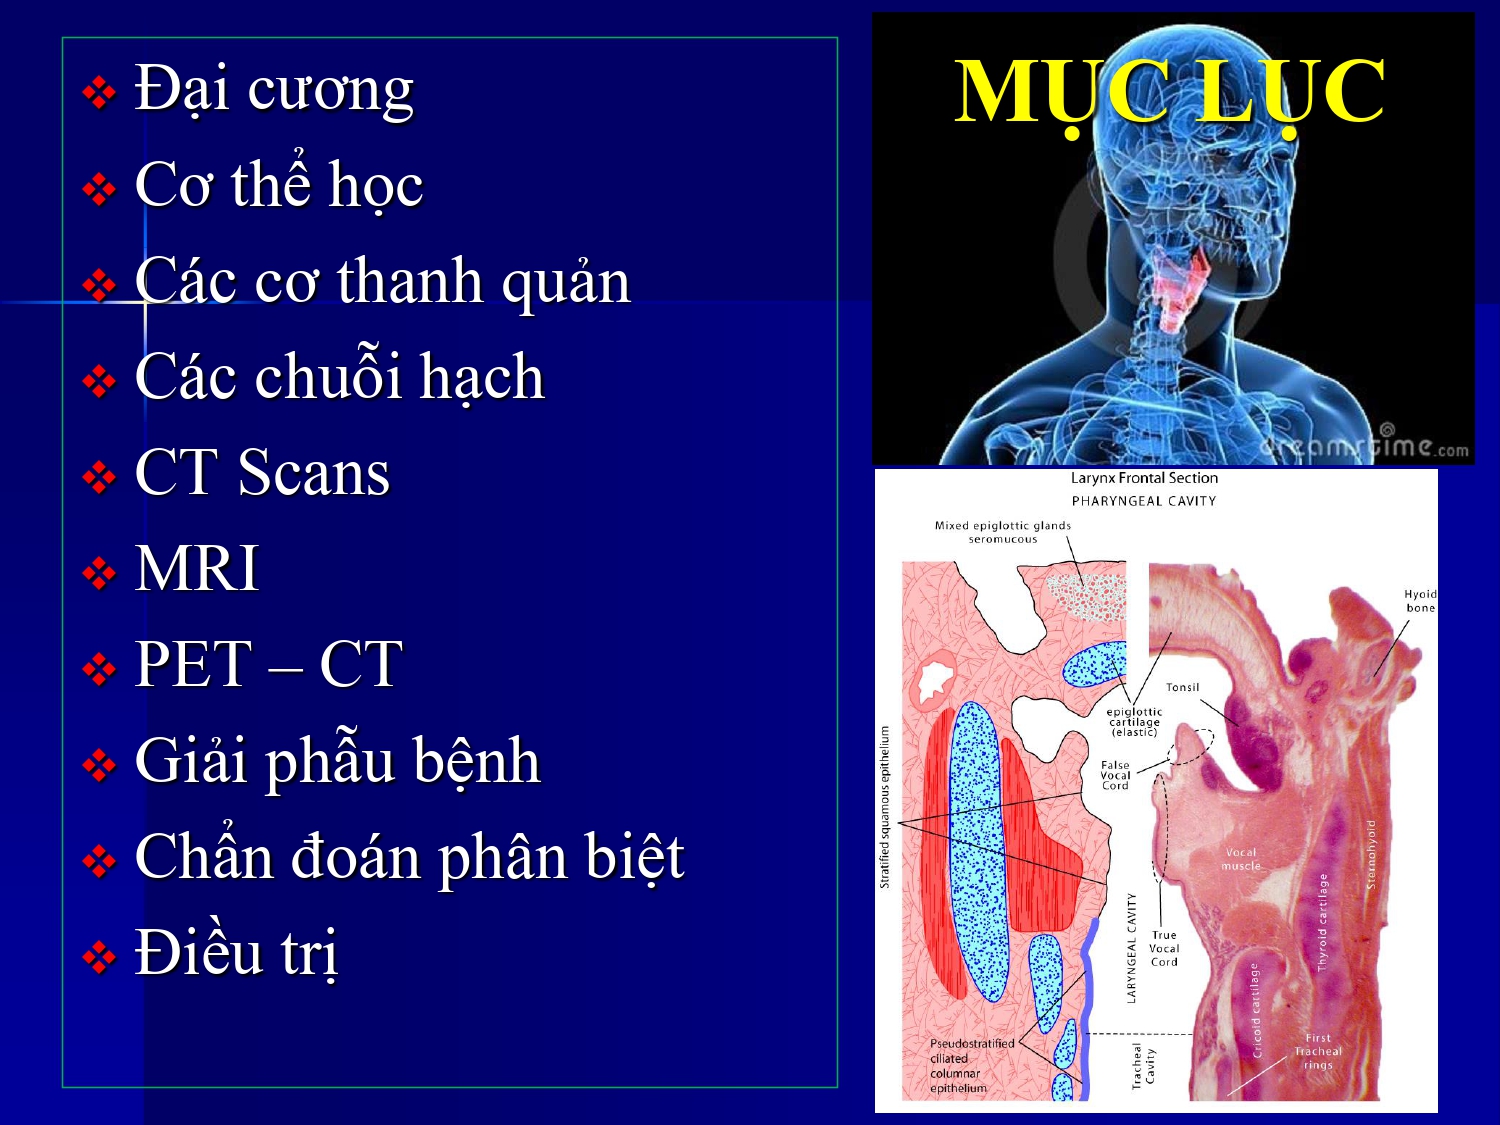 Đại cương
Cơ thể học
Các cơ thanh quản
Các chuỗi hạch
CT Scans
MRI
PET – CT
Giải phẫu bệnh
Chẩn đoán phân biệt
Điều trị
MỤC LỤC
dreamstime.com
Larynx Frontal Section
PHARYNGEAL CAVITY
Mixed epiglottic glands
seromucous
Hyoid
bone
Tonsil
epiglottic
cartilage
(elastic)
False
Vocal
Cord
Stratified squamous epithelium
Vocal
muscle
Sternohyoid
Thyroid cartilage
True
Vocal
Cord
LARYNGEAL CAVITY
Cricoid cartilage
First
Tracheal
rings
Pseudostratified
ciliated
columnar
epithelium
Tracheal
Cavity